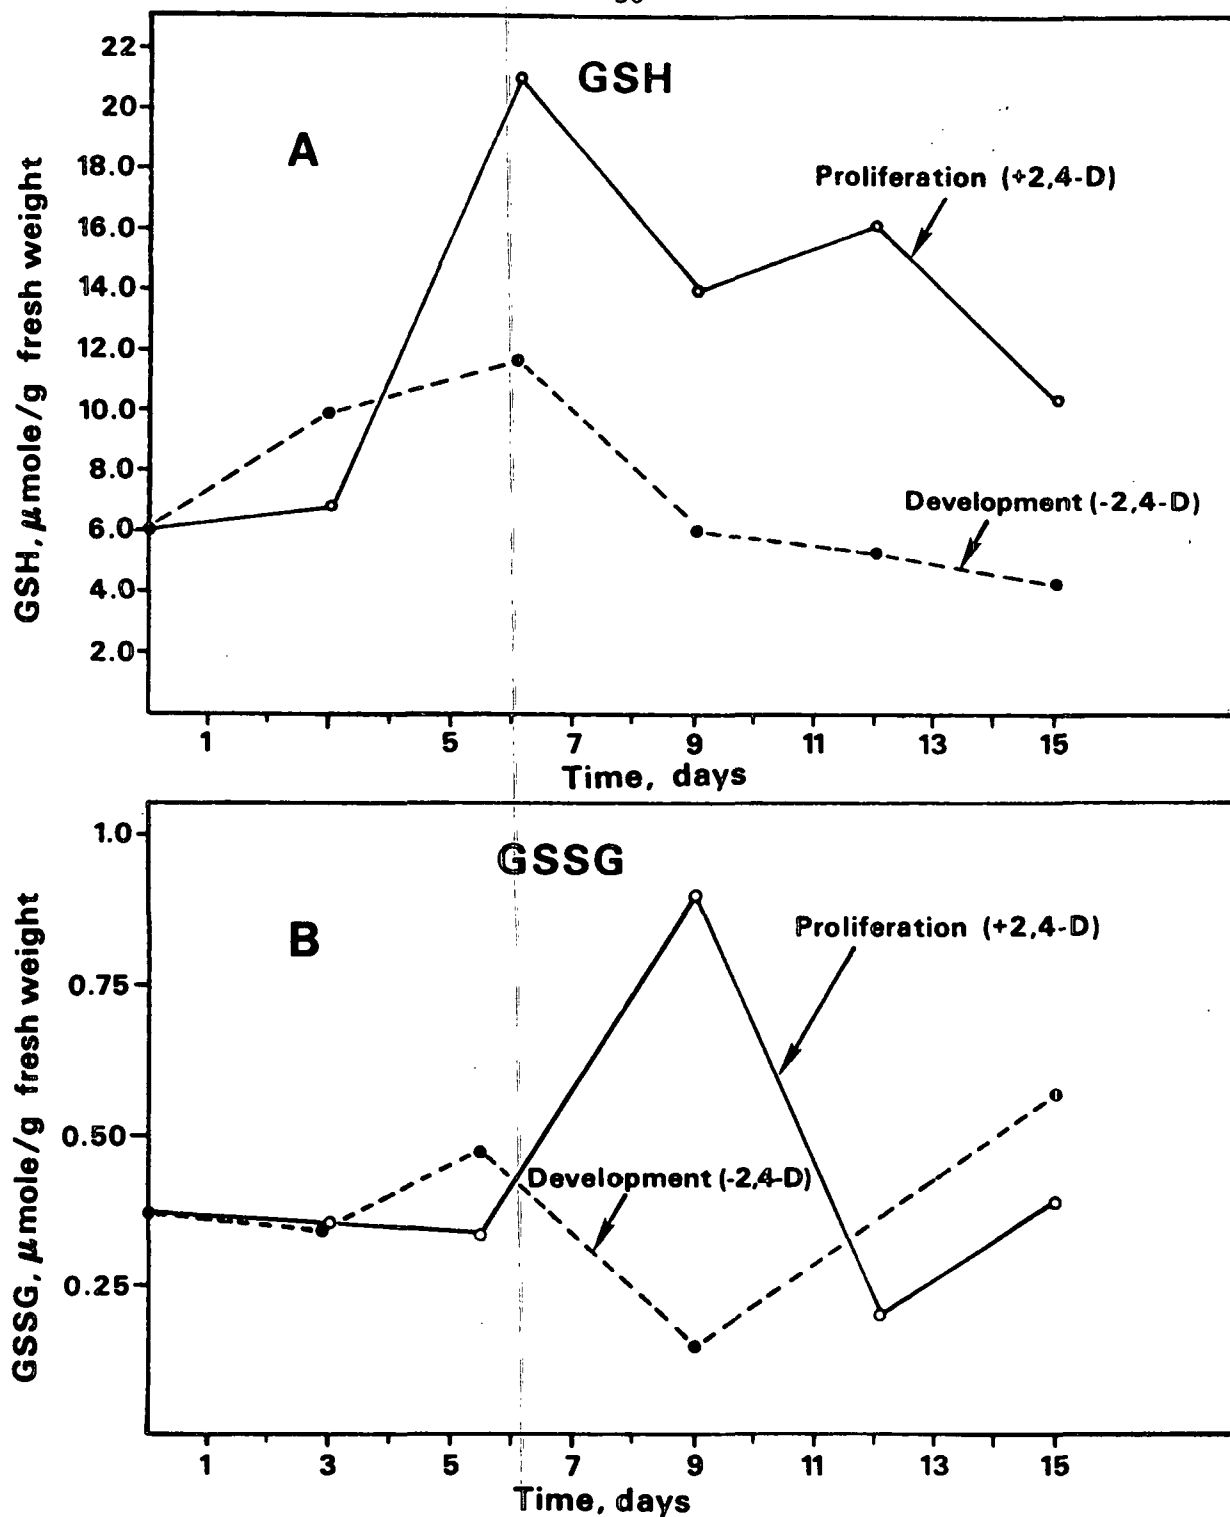 GSH
A
22
20
18.0
16.0
14.0
12.0
10.0
8.0
6.0
4.0
2.0
GSH, μmole/g fresh weight
Proliferation (+2,4-D)
Development (-2,4-D)
1 3 5 7 9 11 13 15
Time, days
GSSG
B
1.0
0.75
0.50
0.25
GSSG, μmole/g fresh weight
Proliferation (+2,4-D)
Development (-2,4-D)
1 3 5 7 9 11 13 15
Time, days